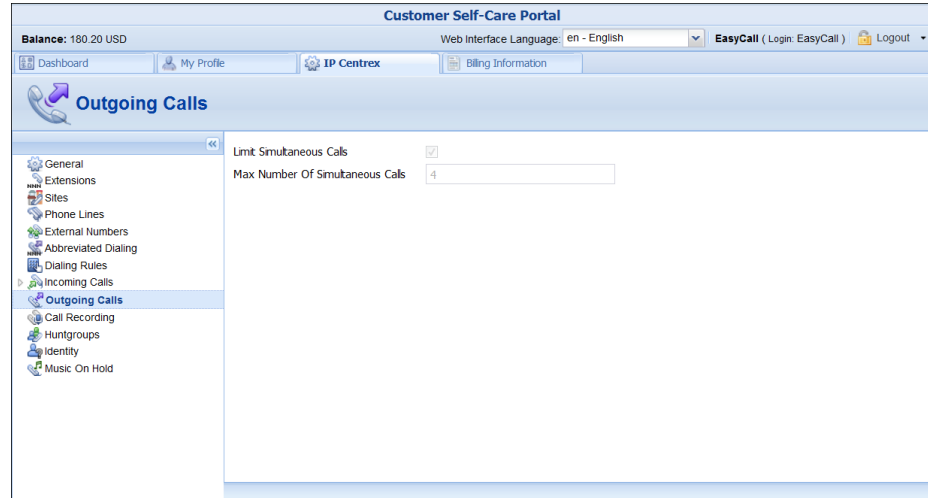 Customer Self-Care Portal
Balance: 180.20 USD Web Interface Language: en - English EasyCall ( Login: EasyCall ) Logout
Dashboard My Profile IP Centrex Billing Information
Outgoing Calls
General
Extensions
Sites
Phone Lines
External Numbers
Abbreviated Dialing
Dialing Rules
Incoming Calls
Outgoing Calls
Call Recording
Huntgroups
Identity
Music On Hold
Limit Simultaneous Calls
Max Number Of Simultaneous Calls 4